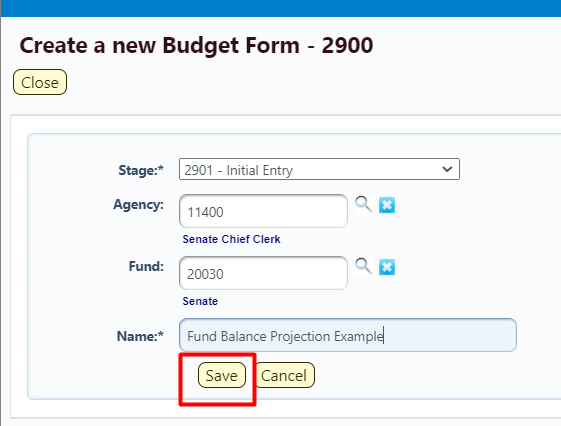 Create a new Budget Form - 2900
Close
Stage:* 2901 - Initial Entry
Agency: 11400
Senate Chief Clerk
Fund: 20030
Senate
Name:* Fund Balance Projection Example
Save Cancel